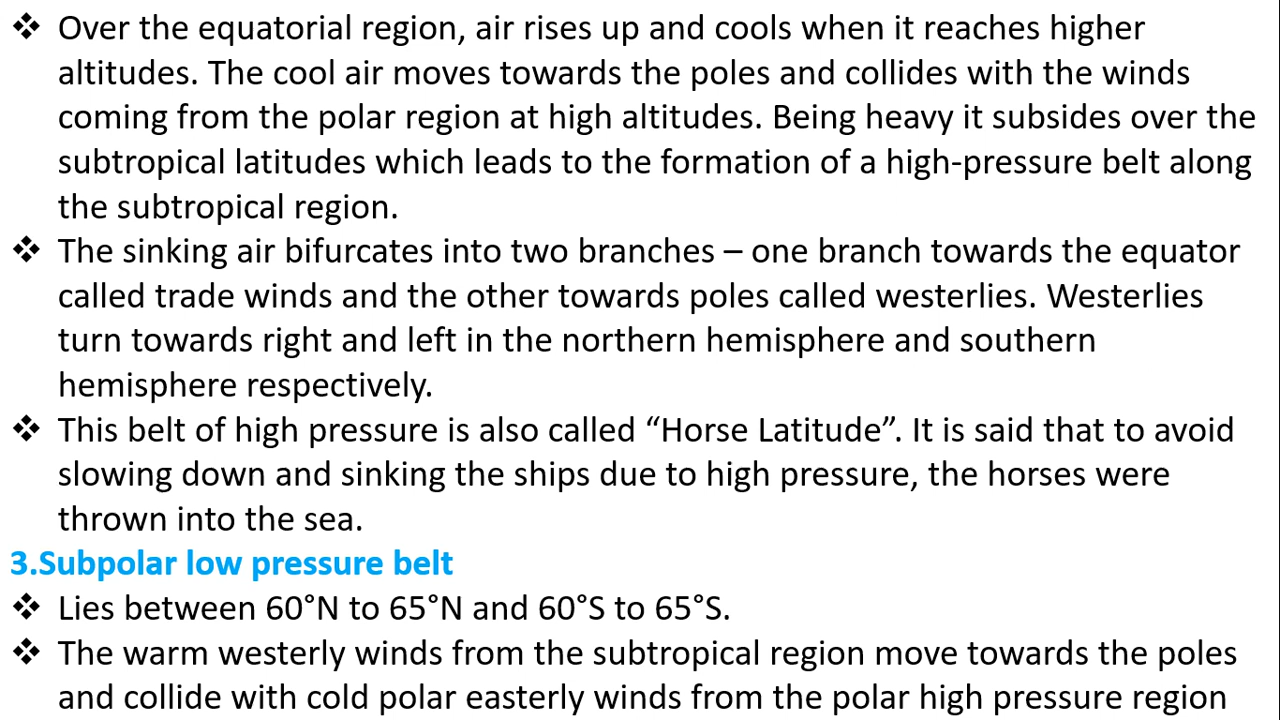 ❖ Over the equatorial region, air rises up and cools when it reaches higher
altitudes. The cool air moves towards the poles and collides with the winds
coming from the polar region at high altitudes. Being heavy it subsides over the
subtropical latitudes which leads to the formation of a high-pressure belt along
the subtropical region.
❖ The sinking air bifurcates into two branches – one branch towards the equator
called trade winds and the other towards poles called westerlies. Westerlies
turn towards right and left in the northern hemisphere and southern
hemisphere respectively.
❖ This belt of high pressure is also called “Horse Latitude”. It is said that to avoid
slowing down and sinking the ships due to high pressure, the horses were
thrown into the sea.
3.Subpolar low pressure belt
❖ Lies between 60°N to 65°N and 60°S to 65°S.
❖ The warm westerly winds from the subtropical region move towards the poles
and collide with cold polar easterly winds from the polar high pressure region